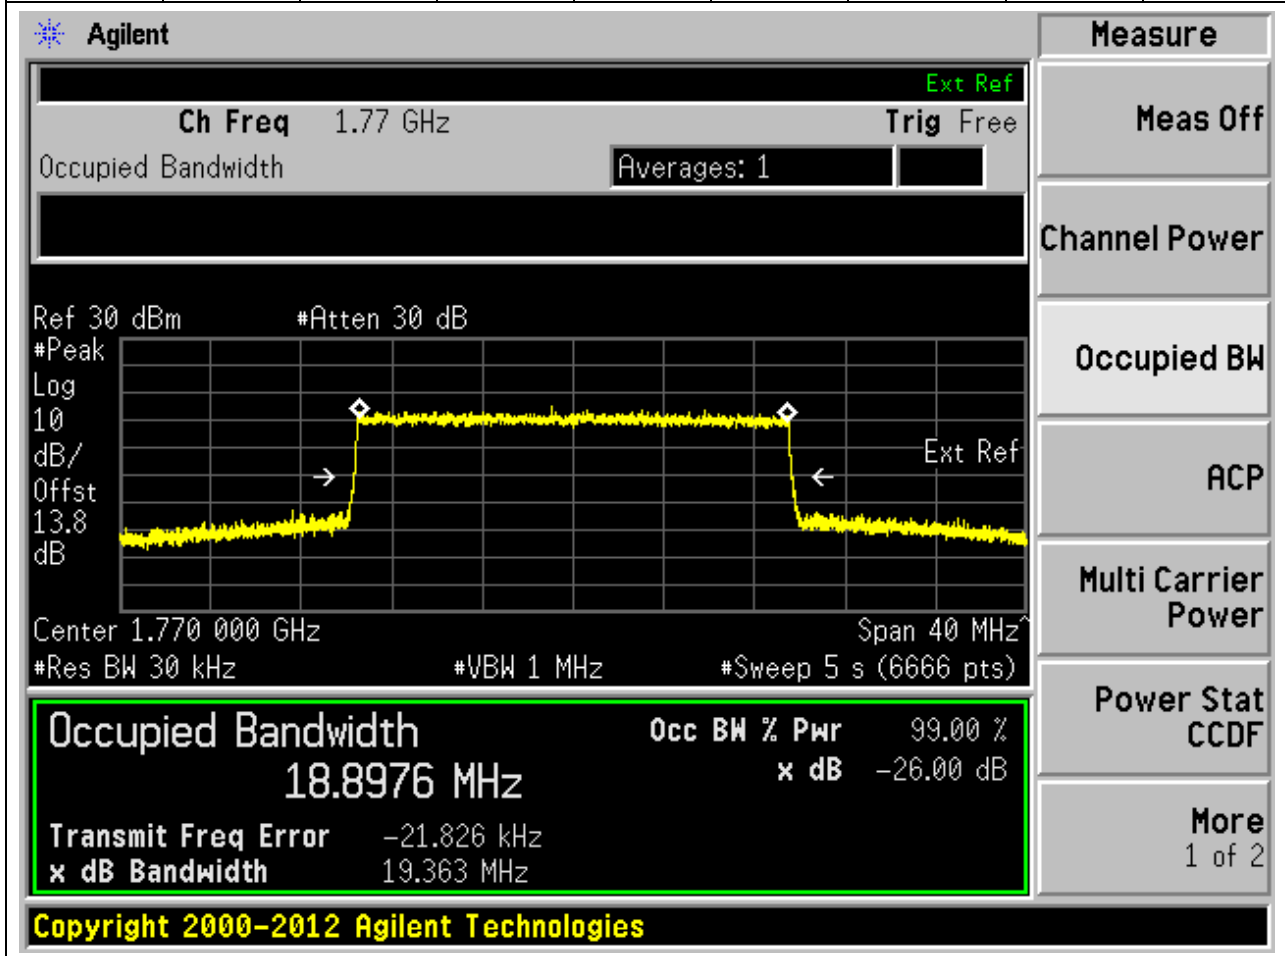 Agilent
Measure
Ext Ref
Ch Freq 1.77 GHz Trig Free
Meas Off
Occupied Bandwidth Averages: 1
Channel Power
Ref 30 dBm #Atten 30 dB
#Peak
Log
10
dB/
Offst
13.8
dB
Ext Ref
Occupied BW
ACP
Center 1.770 000 GHz Span 40 MHz^
#Res BW 30 kHz #VBW 1 MHz #Sweep 5 s (6666 pts)
Multi Carrier
Power
Occupied Bandwidth Occ BW % Pwr 99.00 %
18.8976 MHz x dB -26.00 dB
Transmit Freq Error -21.826 kHz
x dB Bandwidth 19.363 MHz
Power Stat
CCDF
More
1 of 2
Copyright 2000-2012 Agilent Technologies